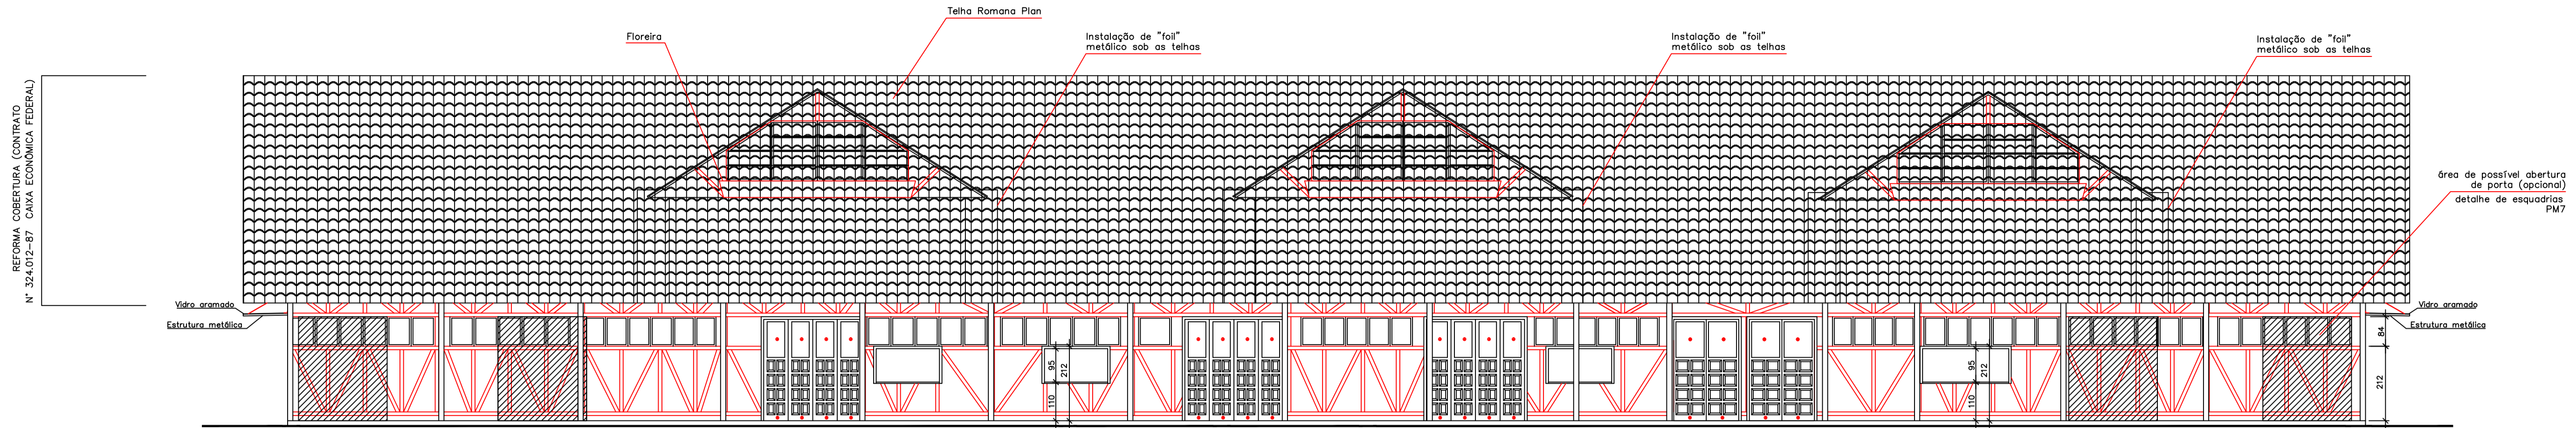 Telha Romana Plan
Floreira
Instalação de "foil"
metálico sob as telhas
Instalação de "foil"
metálico sob as telhas
Instalação de "foil"
metálico sob as telhas
REFORMA COBERTURA (CONTRATO
N° 324.012-87 CAIXA ECONÔMICA FEDERAL)
área de possível abertura
de porta (opcional)
detalhe de esquadrias
PM7
Vidro aramado
Estrutura metálica
Vidro aramado
Estrutura metálica
95
212
110
95
212
110
84
212